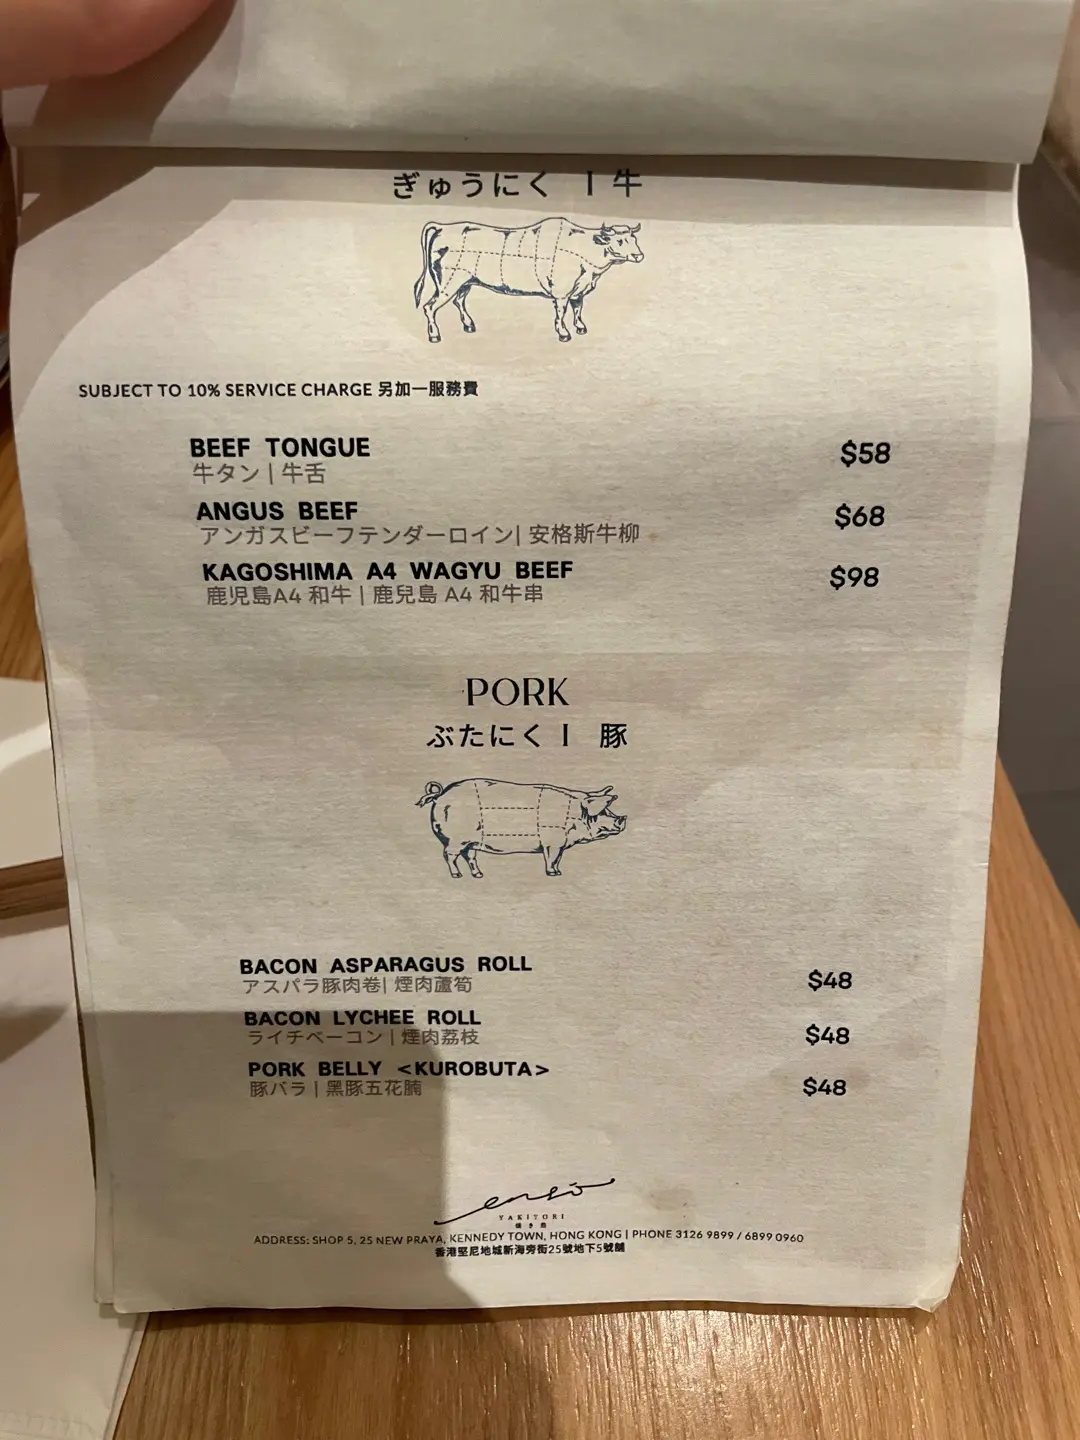 ぎゅうにく I 牛
SUBJECT TO 10% SERVICE CHARGE 另加一服務費
BEEF TONGUE $58
牛タン | 牛舌
ANGUS BEEF $68
アンガスビーフテンダーロイン| 安格斯牛柳
KAGOSHIMA A4 WAGYU BEEF $98
鹿児島A4 和牛 | 鹿兒島 A4 和牛串
PORK
ぶたにく I 豚
BACON ASPARAGUS ROLL $48
アスパラ豚肉卷| 煙肉蘆筍
BACON LYCHEE ROLL $48
ライチベーコン | 煙肉荔枝
PORK BELLY <KUROBUTA> $48
豚バラ | 黑豚五花腩
ensō
YAKITORI
ADDRESS: SHOP 5, 25 NEW PRAYA, KENNEDY TOWN, HONG KONG | PHONE 3126 9899 / 6899 0960
香港堅尼地城新海旁街25號地下5號舖